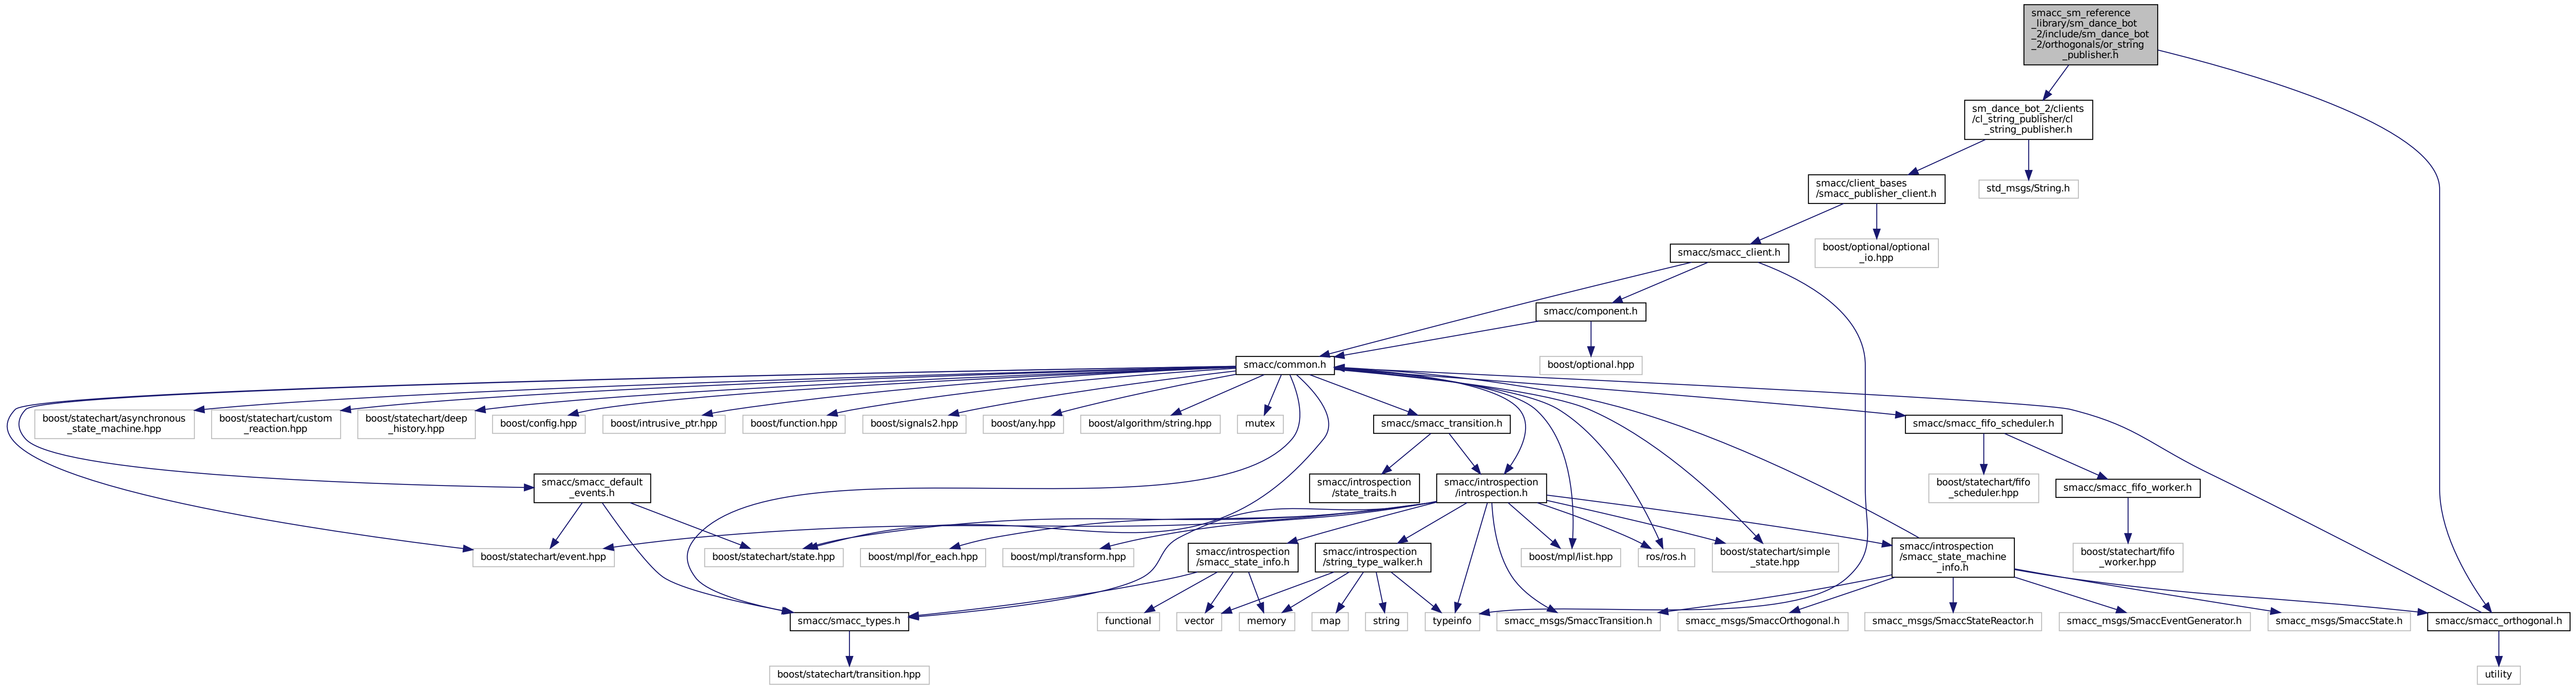 smacc_sm_reference
_library/sm_dance_bot
_2/include/sm_dance_bot
_2/orthogonals/or_string
_publisher.h
sm_dance_bot_2/clients
/cl_string_publisher/cl
_string_publisher.h
smacc/client_bases
/smacc_publisher_client.h
std_msgs/String.h
smacc/smacc_client.h
boost/optional/optional
_io.hpp
smacc/component.h
smacc/common.h
boost/optional.hpp
boost/statechart/asynchronous
_state_machine.hpp
boost/statechart/custom
_reaction.hpp
boost/statechart/deep
_history.hpp
boost/config.hpp
boost/intrusive_ptr.hpp
boost/function.hpp
boost/signals2.hpp
boost/any.hpp
boost/algorithm/string.hpp
mutex
smacc/smacc_transition.h
smacc/smacc_fifo_scheduler.h
smacc/smacc_default
_events.h
smacc/introspection
/state_traits.h
smacc/introspection
/introspection.h
boost/statechart/fifo
_scheduler.hpp
smacc/smacc_fifo_worker.h
boost/statechart/event.hpp
boost/statechart/state.hpp
boost/mpl/for_each.hpp
boost/mpl/transform.hpp
smacc/introspection
/smacc_state_info.h
smacc/introspection
/string_type_walker.h
boost/mpl/list.hpp
ros/ros.h
boost/statechart/simple
_state.hpp
smacc/introspection
/smacc_state_machine
_info.h
boost/statechart/fifo
_worker.hpp
smacc/smacc_types.h
functional
vector
memory
map
string
typeinfo
smacc_msgs/SmaccTransition.h
smacc_msgs/SmaccOrthogonal.h
smacc_msgs/SmaccStateReactor.h
smacc_msgs/SmaccEventGenerator.h
smacc_msgs/SmaccState.h
smacc/smacc_orthogonal.h
boost/statechart/transition.hpp
utility